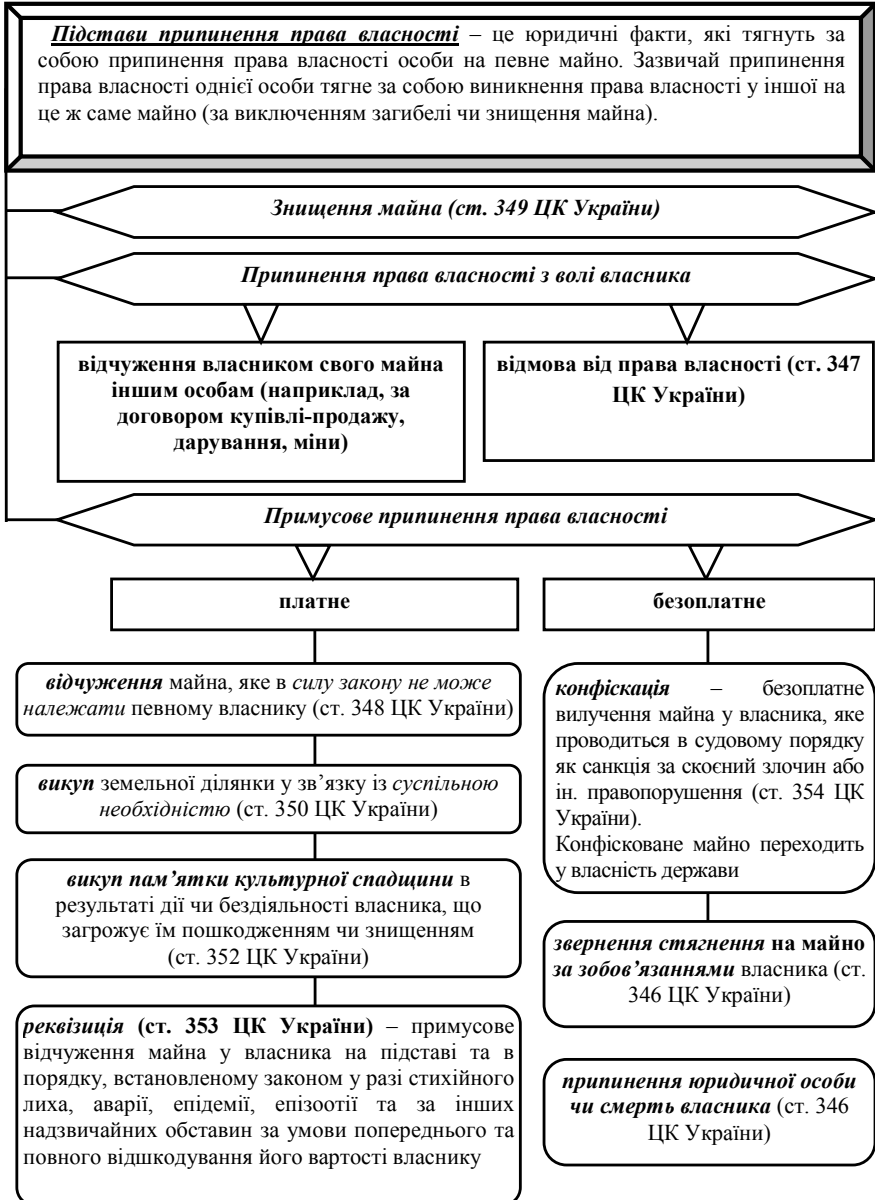 Підстави припинення права власності – це юридичні факти, які тягнуть за
собою припинення права власності особи на певне майно. Зазвичай припинення
права власності однієї особи тягне за собою виникнення права власності у іншої на
це ж саме майно (за виключенням загибелі чи знищення майна).
Знищення майна (ст. 349 ЦК України)
Припинення права власності з волі власника
відчуження власником свого майна
іншим особам (наприклад, за
договором купівлі-продажу,
дарування, міни)
відмова від права власності (ст. 347
ЦК України)
Примусове припинення права власності
платне
відчуження майна, яке в силу закону не може
належати певному власнику (ст. 348 ЦК України)
викуп земельної ділянки у зв’язку із суспільною
необхідністю (ст. 350 ЦК України)
викуп пам’ятки культурної спадщини в
результаті дії чи бездіяльності власника, що
загрожує їм пошкодженням чи знищенням
(ст. 352 ЦК України)
реквізиція (ст. 353 ЦК України) – примусове
відчуження майна у власника на підставі та в
порядку, встановленому законом у разі стихійного
лиха, аварії, епідемії, епізоотії та за інших
надзвичайних обставин за умови попереднього та
повного відшкодування його вартості власнику
безоплатне
конфіскація – безоплатне
вилучення майна у власника, яке
проводиться в судовому порядку
як санкція за скоєний злочин або
ін. правопорушення (ст. 354 ЦК
України).
Конфісковане майно переходить
у власність держави
звернення стягнення на майно
за зобов’язаннями власника (ст.
346 ЦК України)
припинення юридичної особи
чи смерть власника (ст. 346
ЦК України)